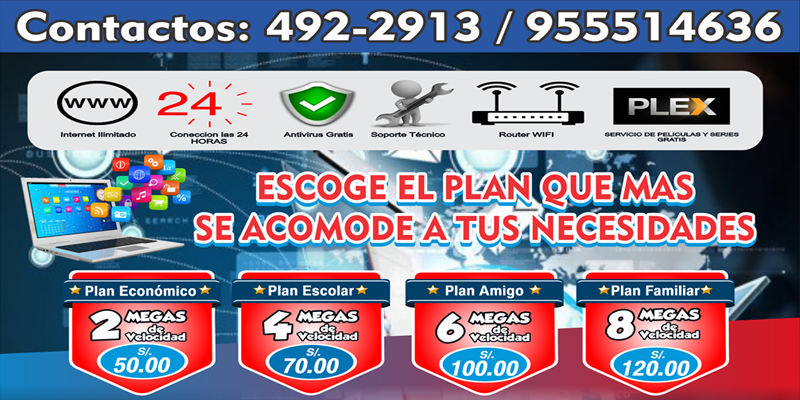 Contactos: 492-2913 / 955514636
www
24
PLEX
Internet Ilimitado
Coneccion las 24
HORAS
Antivirus Gratis
Soporte Técnico
Router WIFI
SERVICIO DE PELICULAS Y SERIES
GRATIS
ESCOGE EL PLAN QUE MAS
SE ACOMODE A TUS NECESIDADES
SEARCH
Plan Económico
2 MEGAS
de
Velocidad
S/.
50.00
Plan Escolar
4 MEGAS
de
Velocidad
S/.
70.00
Plan Amigo
6 MEGAS
de
Velocidad
S/.
100.00
Plan Familiar
8 MEGAS
de
Velocidad
S/.
120.00